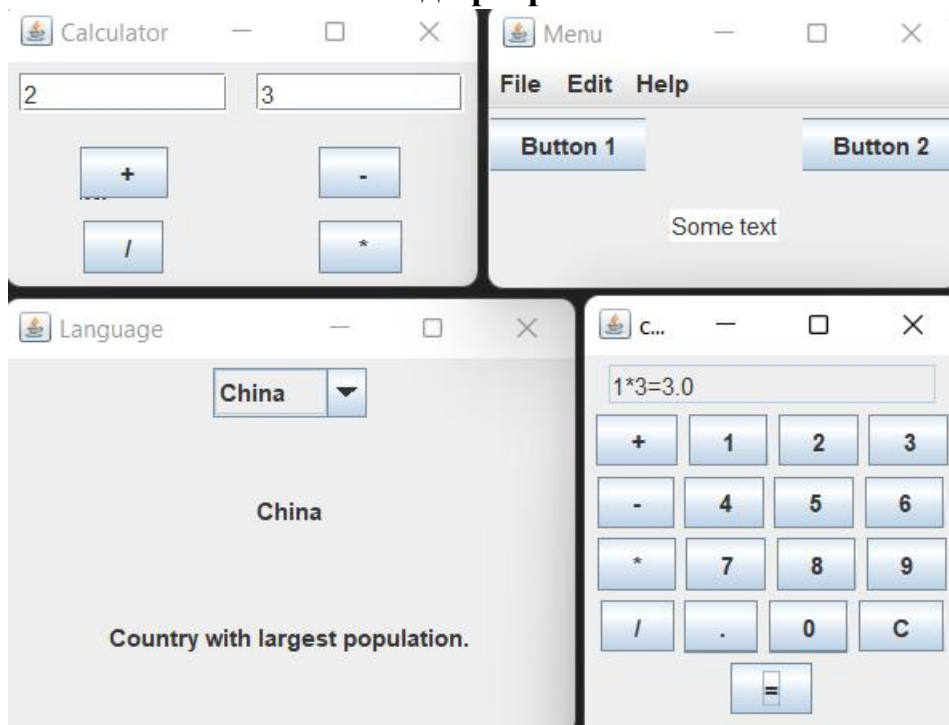 Calculator
2 3
+ -
/ *
Menu
File Edit Help
Button 1 Button 2
Some text
Language
China
China
Country with largest population.
c...
1*3=3.0
+ 1 2 3
- 4 5 6
* 7 8 9
/ . 0 C
=